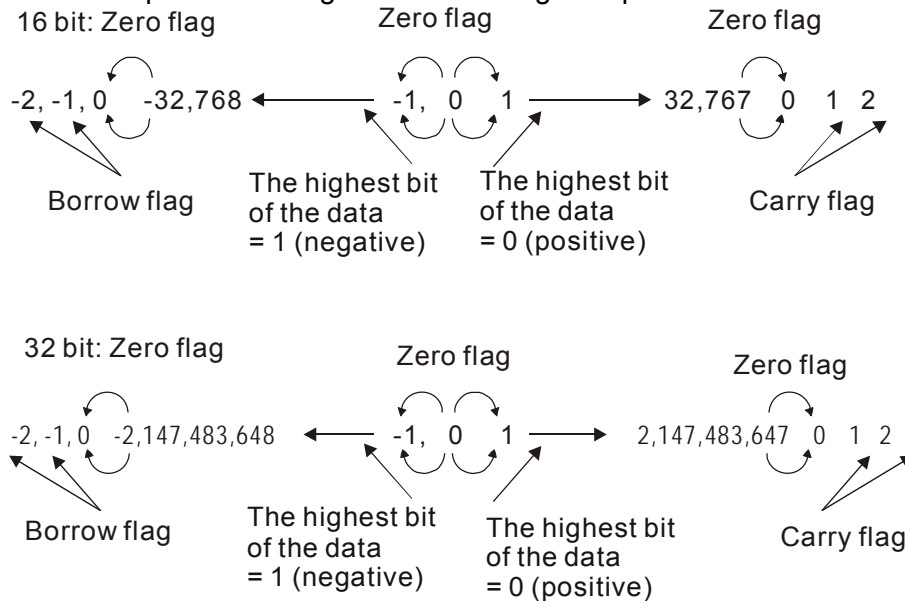 16 bit: Zero flag Zero flag Zero flag
-2, -1, 0 -32,768 -1, 0 1 32,767 0 1 2
Borrow flag
The highest bit
of the data
= 1 (negative)
The highest bit
of the data
= 0 (positive)
Carry flag
32 bit: Zero flag Zero flag Zero flag
-2, -1, 0 -2,147,483,648 -1, 0 1 2,147,483,647 0 1 2
Borrow flag
The highest bit
of the data
= 1 (negative)
The highest bit
of the data
= 0 (positive)
Carry flag